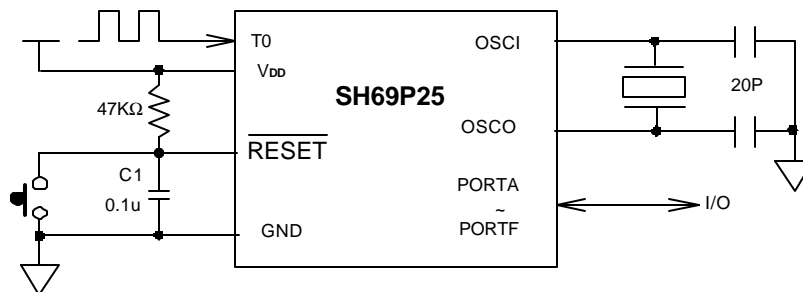 T0
OSCI
VDD
SH69P25
47KΩ
20P
OSCO
RESET
C1
PORTA
0.1u
~
I/O
GND
PORTF